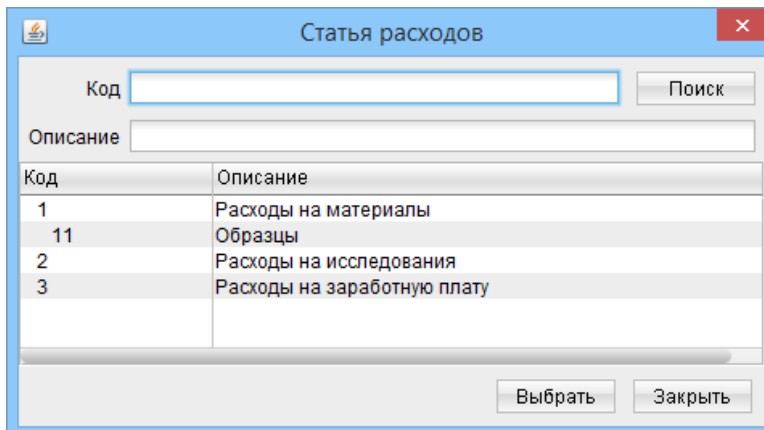 Статья расходов
Код Поиск
Описание
Код Описание
1 Расходы на материалы
11 Образцы
2 Расходы на исследования
3 Расходы на заработную плату
Выбрать Закрыть